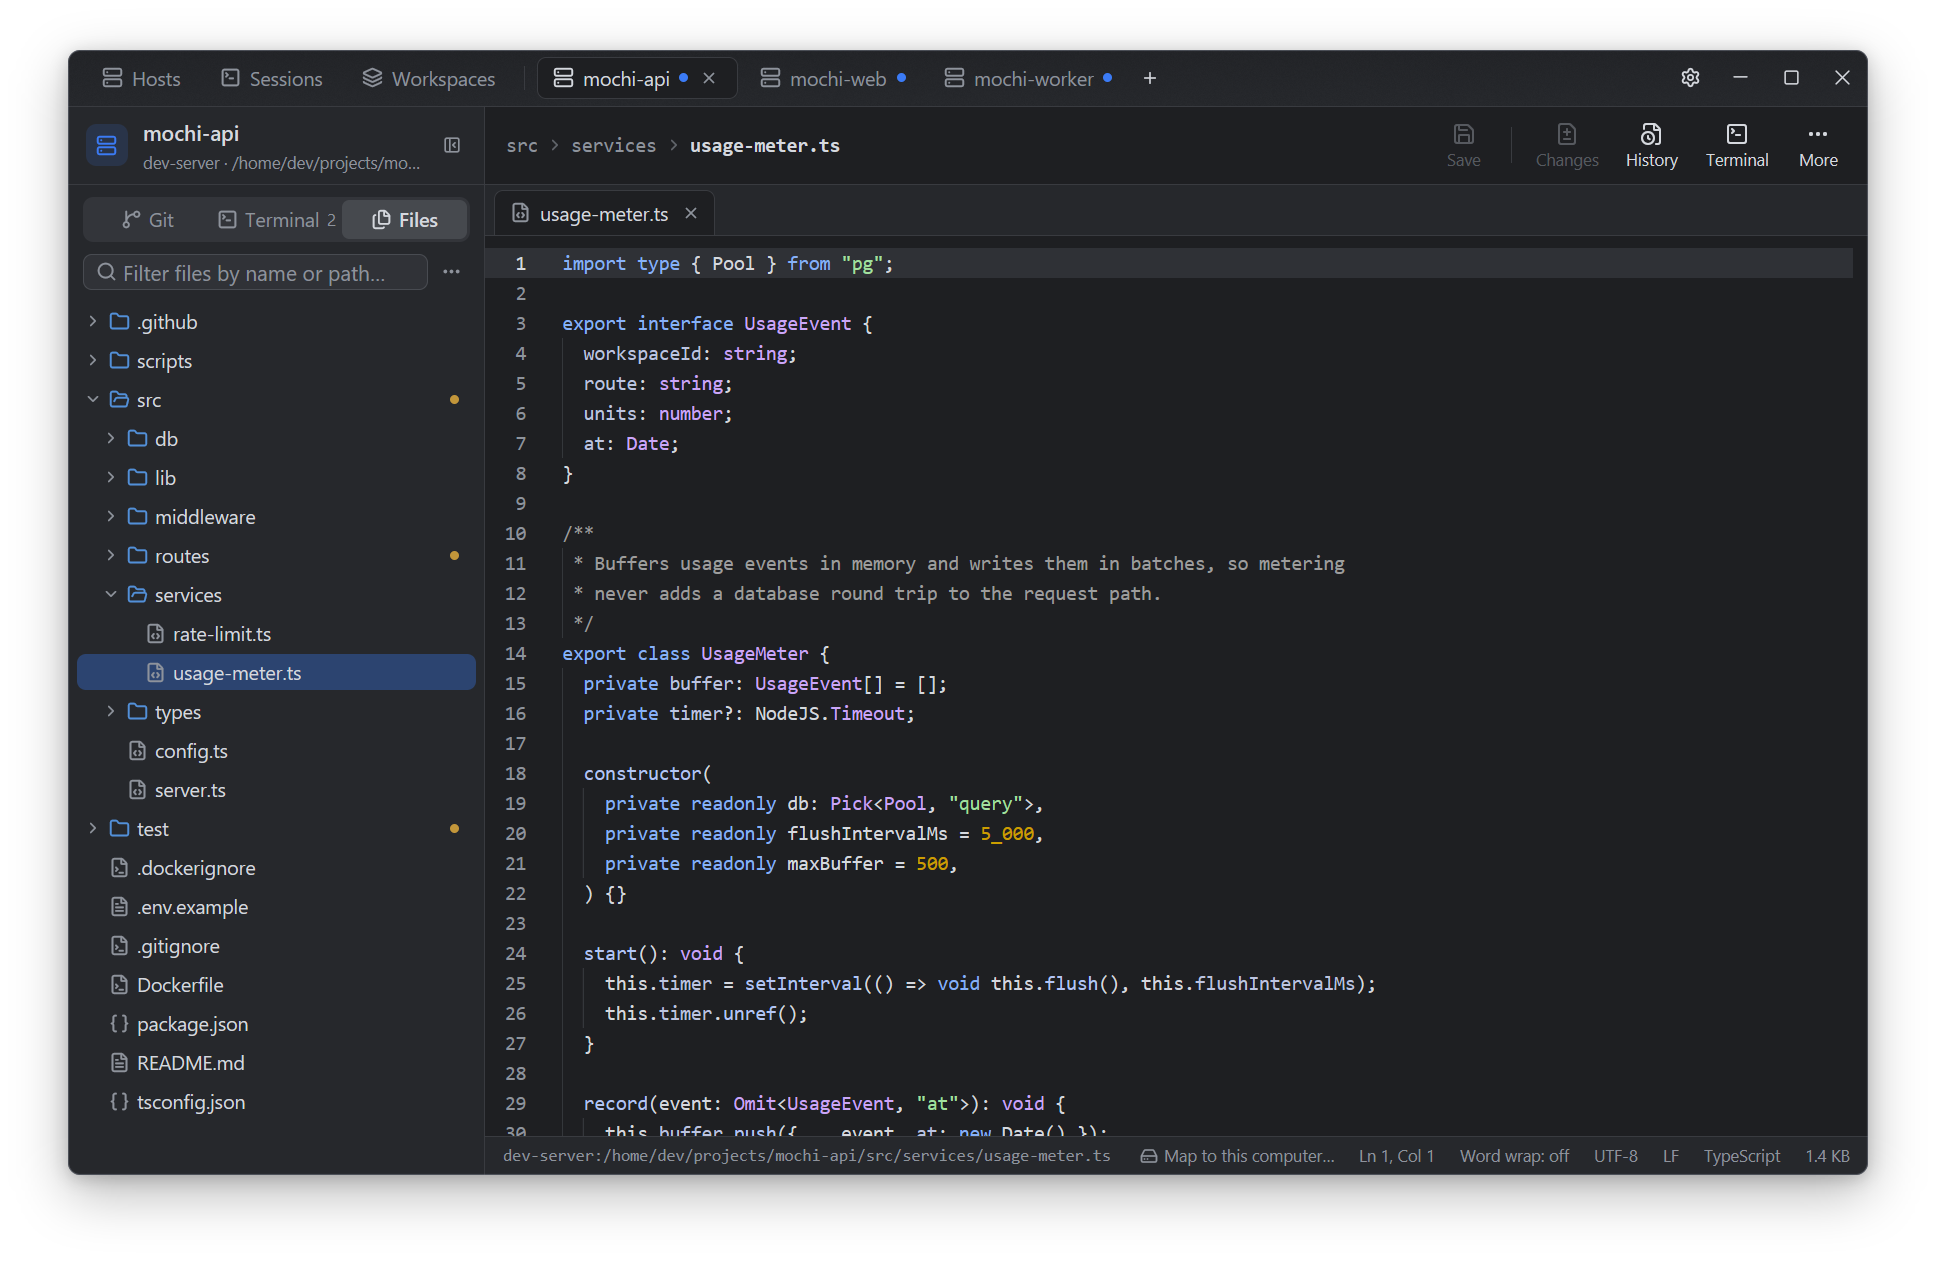 Hosts Sessions Workspaces mochi-api mochi-web mochi-worker
mochi-api
dev-server · /home/dev/projects/mo...
src services usage-meter.ts
Save Changes History Terminal More
Git Terminal 2 Files
usage-meter.ts
Filter files by name or path...
.github
scripts
src
db
lib
middleware
routes
services
rate-limit.ts
usage-meter.ts
types
config.ts
server.ts
test
.dockerignore
.env.example
.gitignore
Dockerfile
package.json
README.md
tsconfig.json
1 import type { Pool } from "pg";
2
3 export interface UsageEvent {
4 workspaceId: string;
5 route: string;
6 units: number;
7 at: Date;
8 }
9
10 /**
11 * Buffers usage events in memory and writes them in batches, so metering
12 * never adds a database round trip to the request path.
13 */
14 export class UsageMeter {
15 private buffer: UsageEvent[] = [];
16 private timer?: NodeJS.Timeout;
17
18 constructor(
19 private readonly db: Pick<Pool, "query">,
20 private readonly flushIntervalMs = 5_000,
21 private readonly maxBuffer = 500,
22 ) {}
23
24 start(): void {
25 this.timer = setInterval(() => void this.flush(), this.flushIntervalMs);
26 this.timer.unref();
27 }
28
29 record(event: Omit<UsageEvent, "at">): void {
30 this.buffer.push({ ...event, at: new Date() });
dev-server:/home/dev/projects/mochi-api/src/services/usage-meter.ts Map to this computer... Ln 1, Col 1 Word wrap: off UTF-8 LF TypeScript 1.4 KB